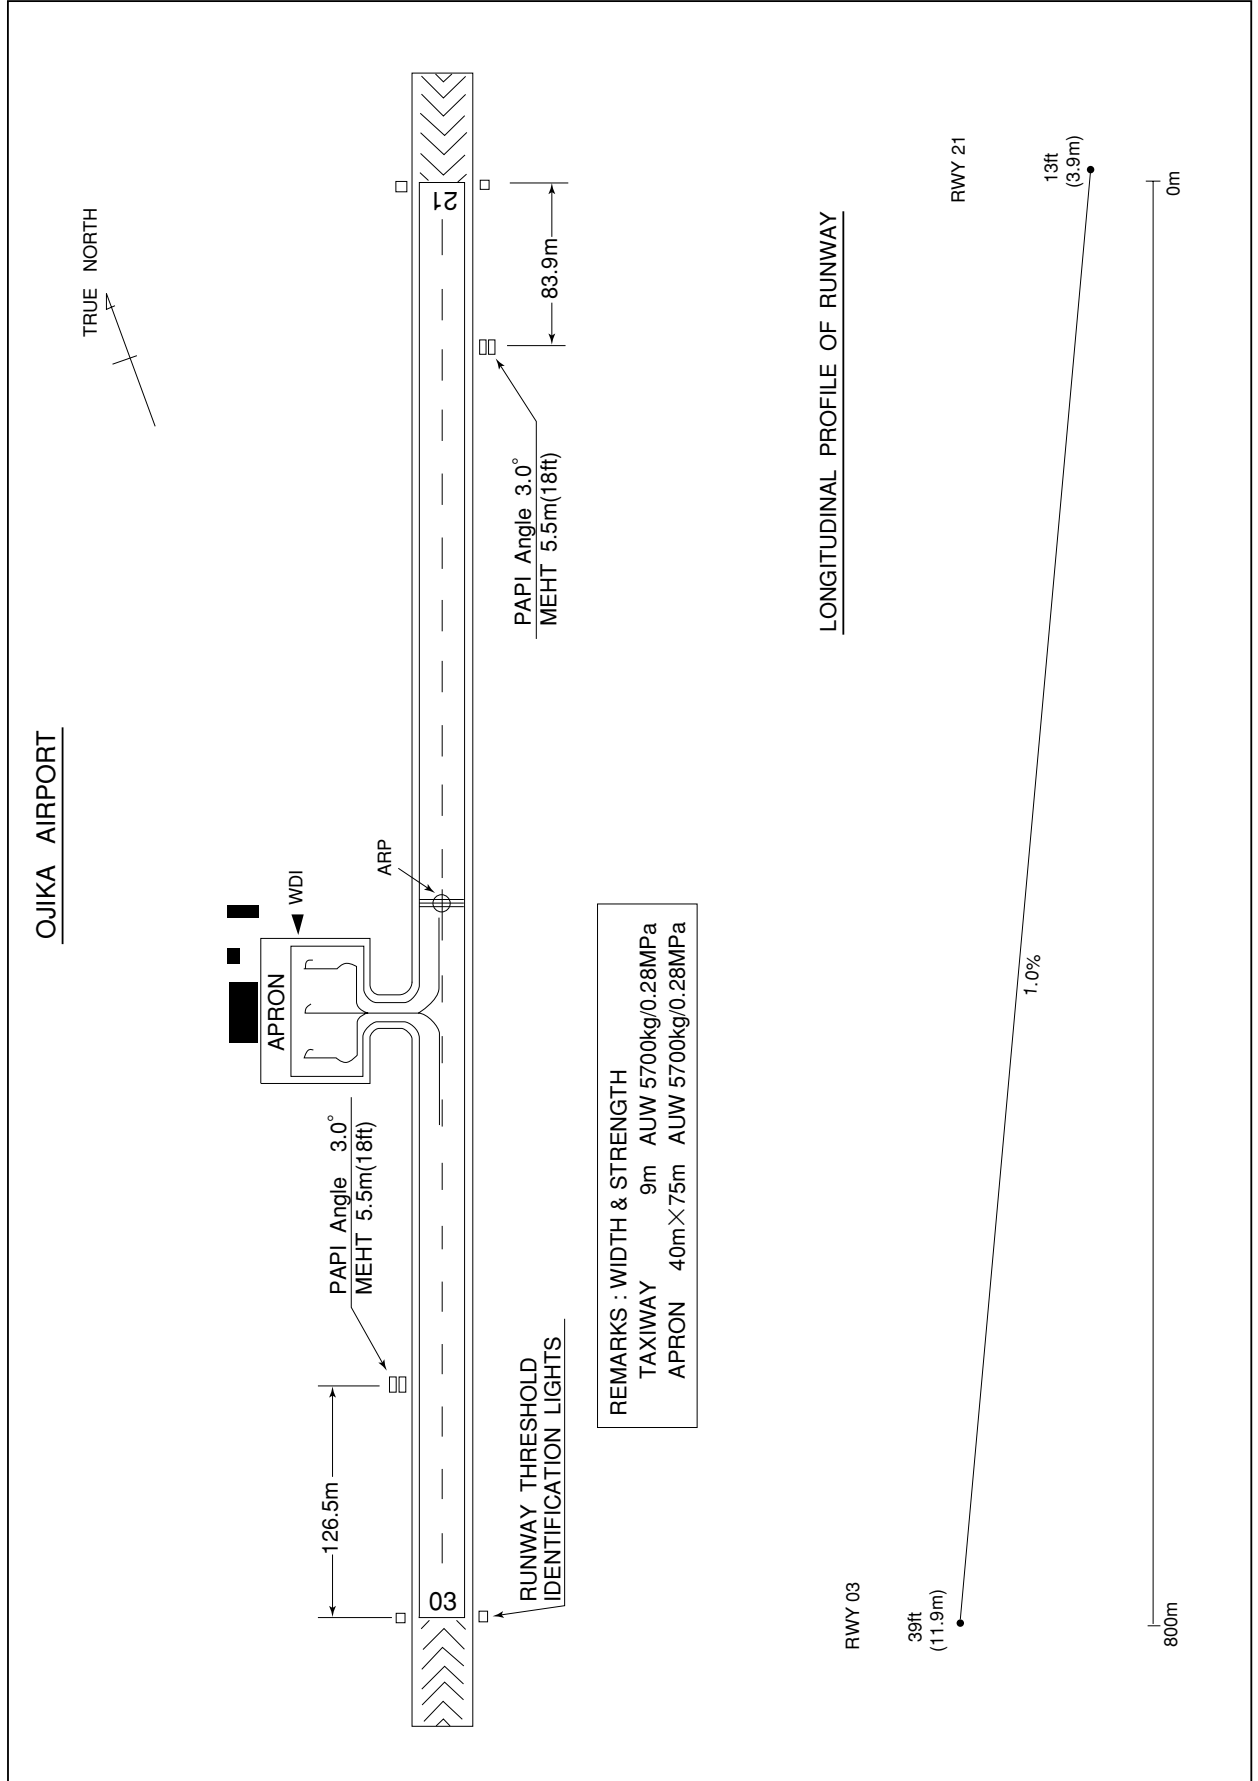 OJIKA AIRPORT
TRUE NORTH
WDI
APRON
ARP
PAPI Angle 3.0°
MEHT 5.5m(18ft)
126.5m
03
21
83.9m
PAPI Angle 3.0°
MEHT 5.5m(18ft)
RUNWAY THRESHOLD
IDENTIFICATION LIGHTS
REMARKS : WIDTH & STRENGTH
TAXIWAY 9m AUW 5700kg/0.28MPa
APRON 40m×75m AUW 5700kg/0.28MPa
LONGITUDINAL PROFILE OF RUNWAY
RWY 03
RWY 21
39ft
(11.9m)
13ft
(3.9m)
1.0%
800m
0m